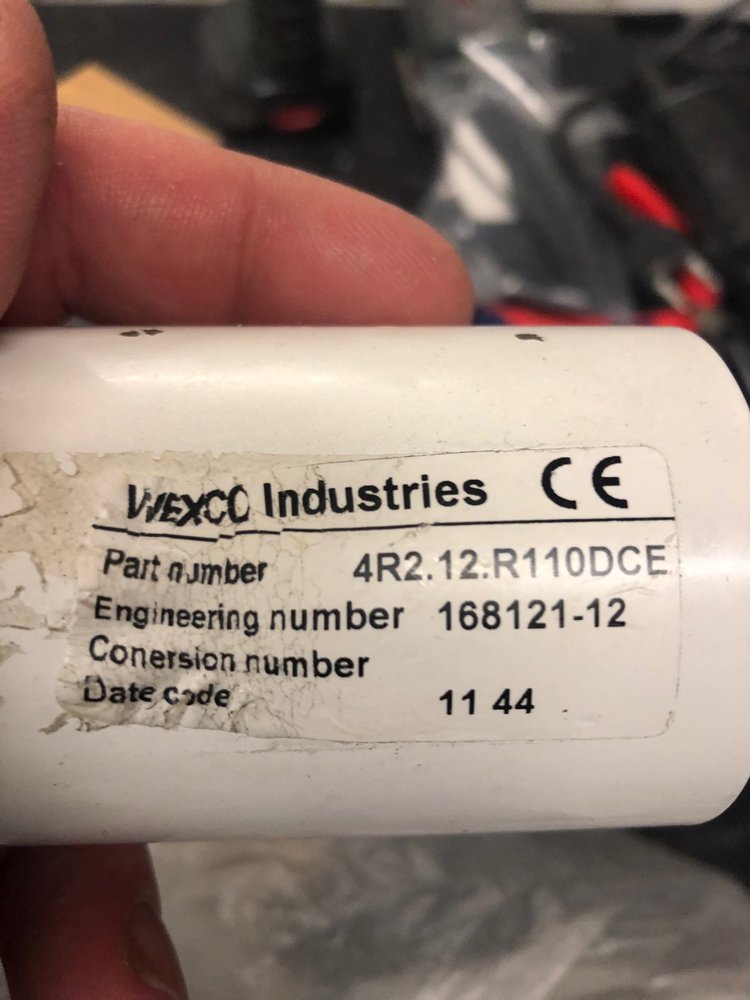 WEXCO Industries CE
Part number 4R2.12.R110DCE
Engineering number 168121-12
Conersion number
Date code 11 44